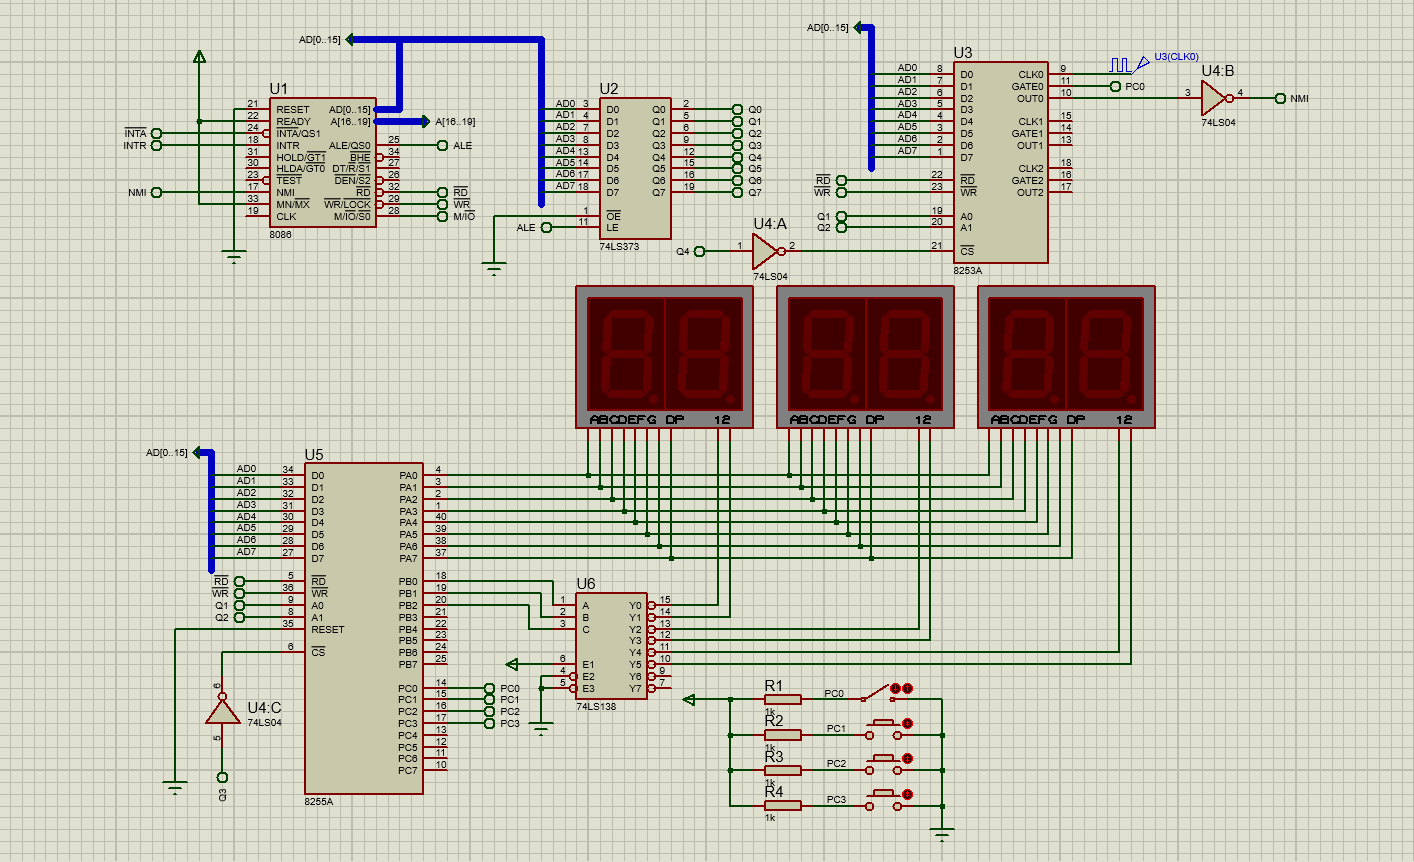 AD[0..15]
U1
21 RESET
22 READY
24 INTA/QS1
18 INTR
31 HOLD/GT1
30 HLDA/GT0
23 TEST
17 NMI
33 MN/MX
19 CLK
AD[0..15]
A[16..19]
ALE/QS0 25
BHE 34
DT/R/S1 27
DEN/S2 26
RD 32
WR/LOCK 29
M/IO/S0 28
8086
INTA
INTR
NMI
A[16..19]
ALE
RD
WR
M/IO
U2
AD0 3 D0 Q0 2 Q0
AD1 4 D1 Q1 5 Q1
AD2 7 D2 Q2 6 Q2
AD3 8 D3 Q3 9 Q3
AD4 13 D4 Q4 12 Q4
AD5 14 D5 Q5 15 Q5
AD6 17 D6 Q6 16 Q6
AD7 18 D7 Q7 19 Q7
1 OE
ALE 11 LE
74LS373
AD[0..15]
U3
AD0 8 D0
AD1 7 D1
AD2 6 D2
AD3 5 D3
AD4 4 D4
AD5 3 D5
AD6 2 D6
AD7 1 D7
RD 22 RD
WR 23 WR
Q1 19 A0
Q2 20 A1
21 CS
CLK0 9
GATE0 11 PC0
OUT0 10
CLK1 15
GATE1 14
OUT1 13
CLK2 18
GATE2 16
OUT2 17
8253A
U3(CLK0)
U4:B
3 4 NMI
74LS04
U4:A
Q4 1 2
74LS04
ABCDEFG DP 12
ABCDEFG DP 12
ABCDEFG DP 12
AD[0..15]
U5
AD0 34 D0 PA0 4
AD1 33 D1 PA1 3
AD2 32 D2 PA2 2
AD3 31 D3 PA3 1
AD4 30 D4 PA4 40
AD5 29 D5 PA5 39
AD6 28 D6 PA6 38
AD7 27 D7 PA7 37
RD 5 RD PB0 18
WR 36 WR PB1 19
Q1 9 A0 PB2 20
Q2 8 A1 PB3 21
35 RESET PB4 22
PB5 23
6 CS PB6 24
PB7 25
PC0 14 PC0
PC1 15 PC1
PC2 16 PC2
PC3 17 PC3
PC4 13
PC5 12
PC6 11
PC7 10
8255A
6
U4:C
74LS04
5
Q3
U6
1 A Y0 15
2 B Y1 14
3 C Y2 13
Y3 12
Y4 11
6 E1 Y5 10
4 E2 Y6 9
5 E3 Y7 7
74LS138
R1 PC0
1k
R2 PC1
1k
R3 PC2
1k
R4 PC3
1k